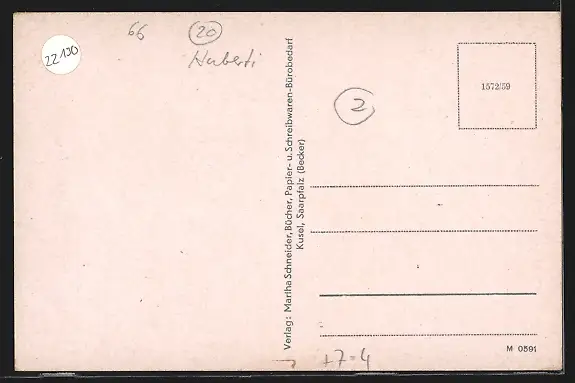 66
20
22190
Huberti
2
1572/59
Verlag: Martha Schneider, Bücher, Papier- u. Schreibwaren-Bürobedarf
Kusel, Saarpfalz (Becker)
M 0591
+7=4